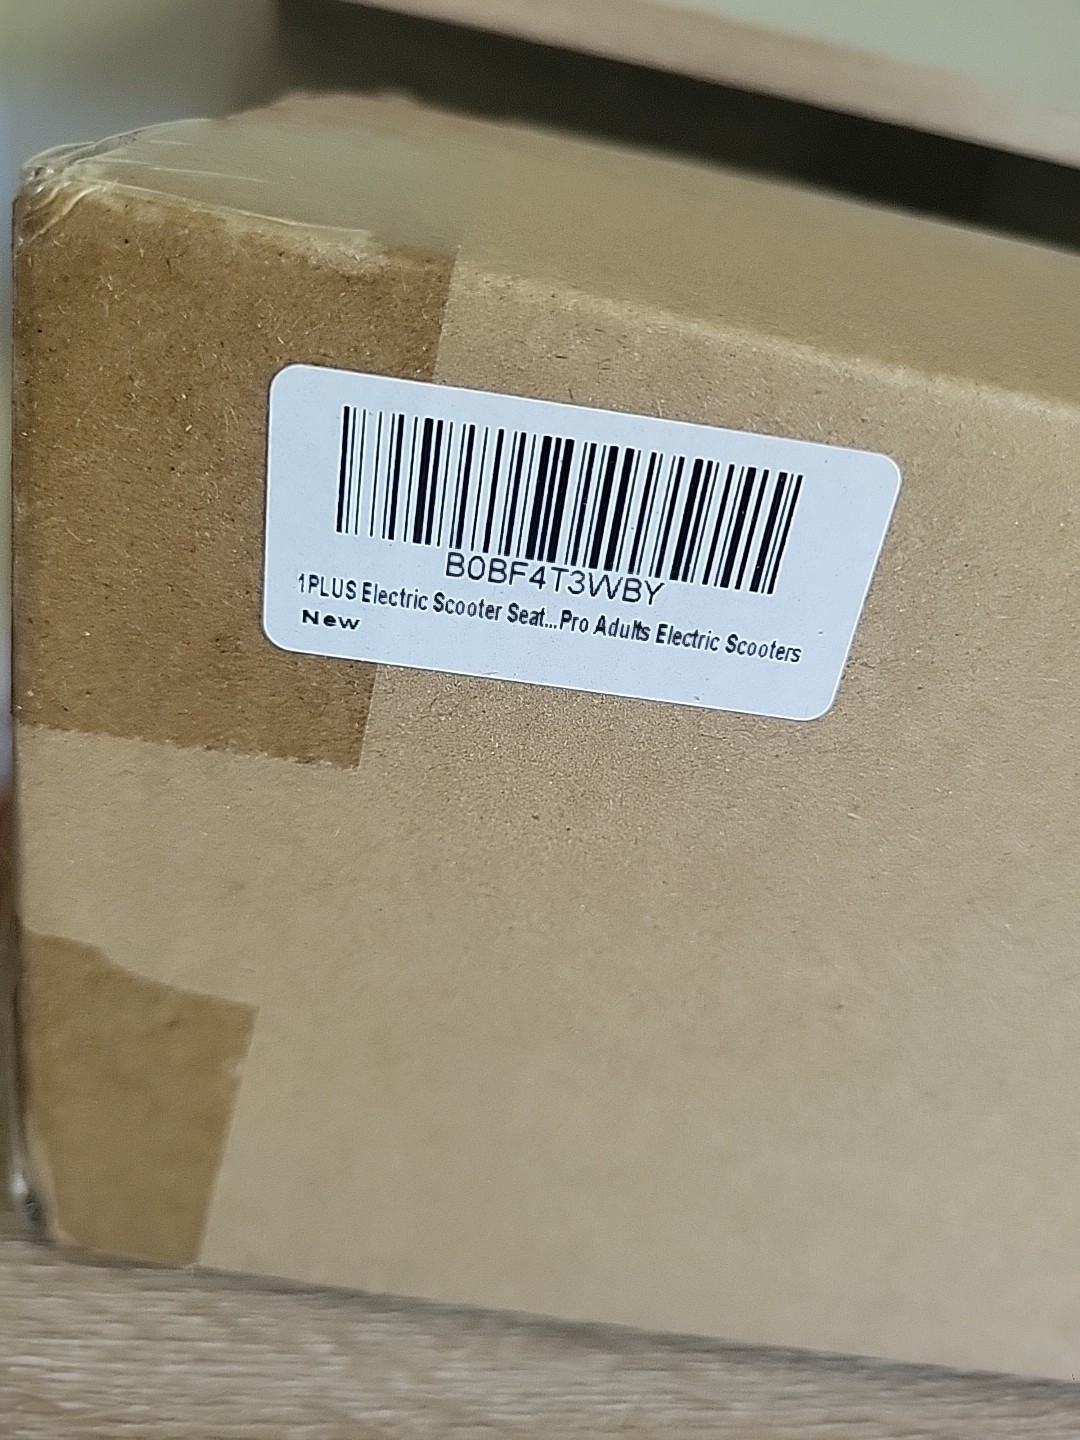 B0BF4T3WBY
1PLUS Electric Scooter Seat...Pro Adults Electric Scooters
New